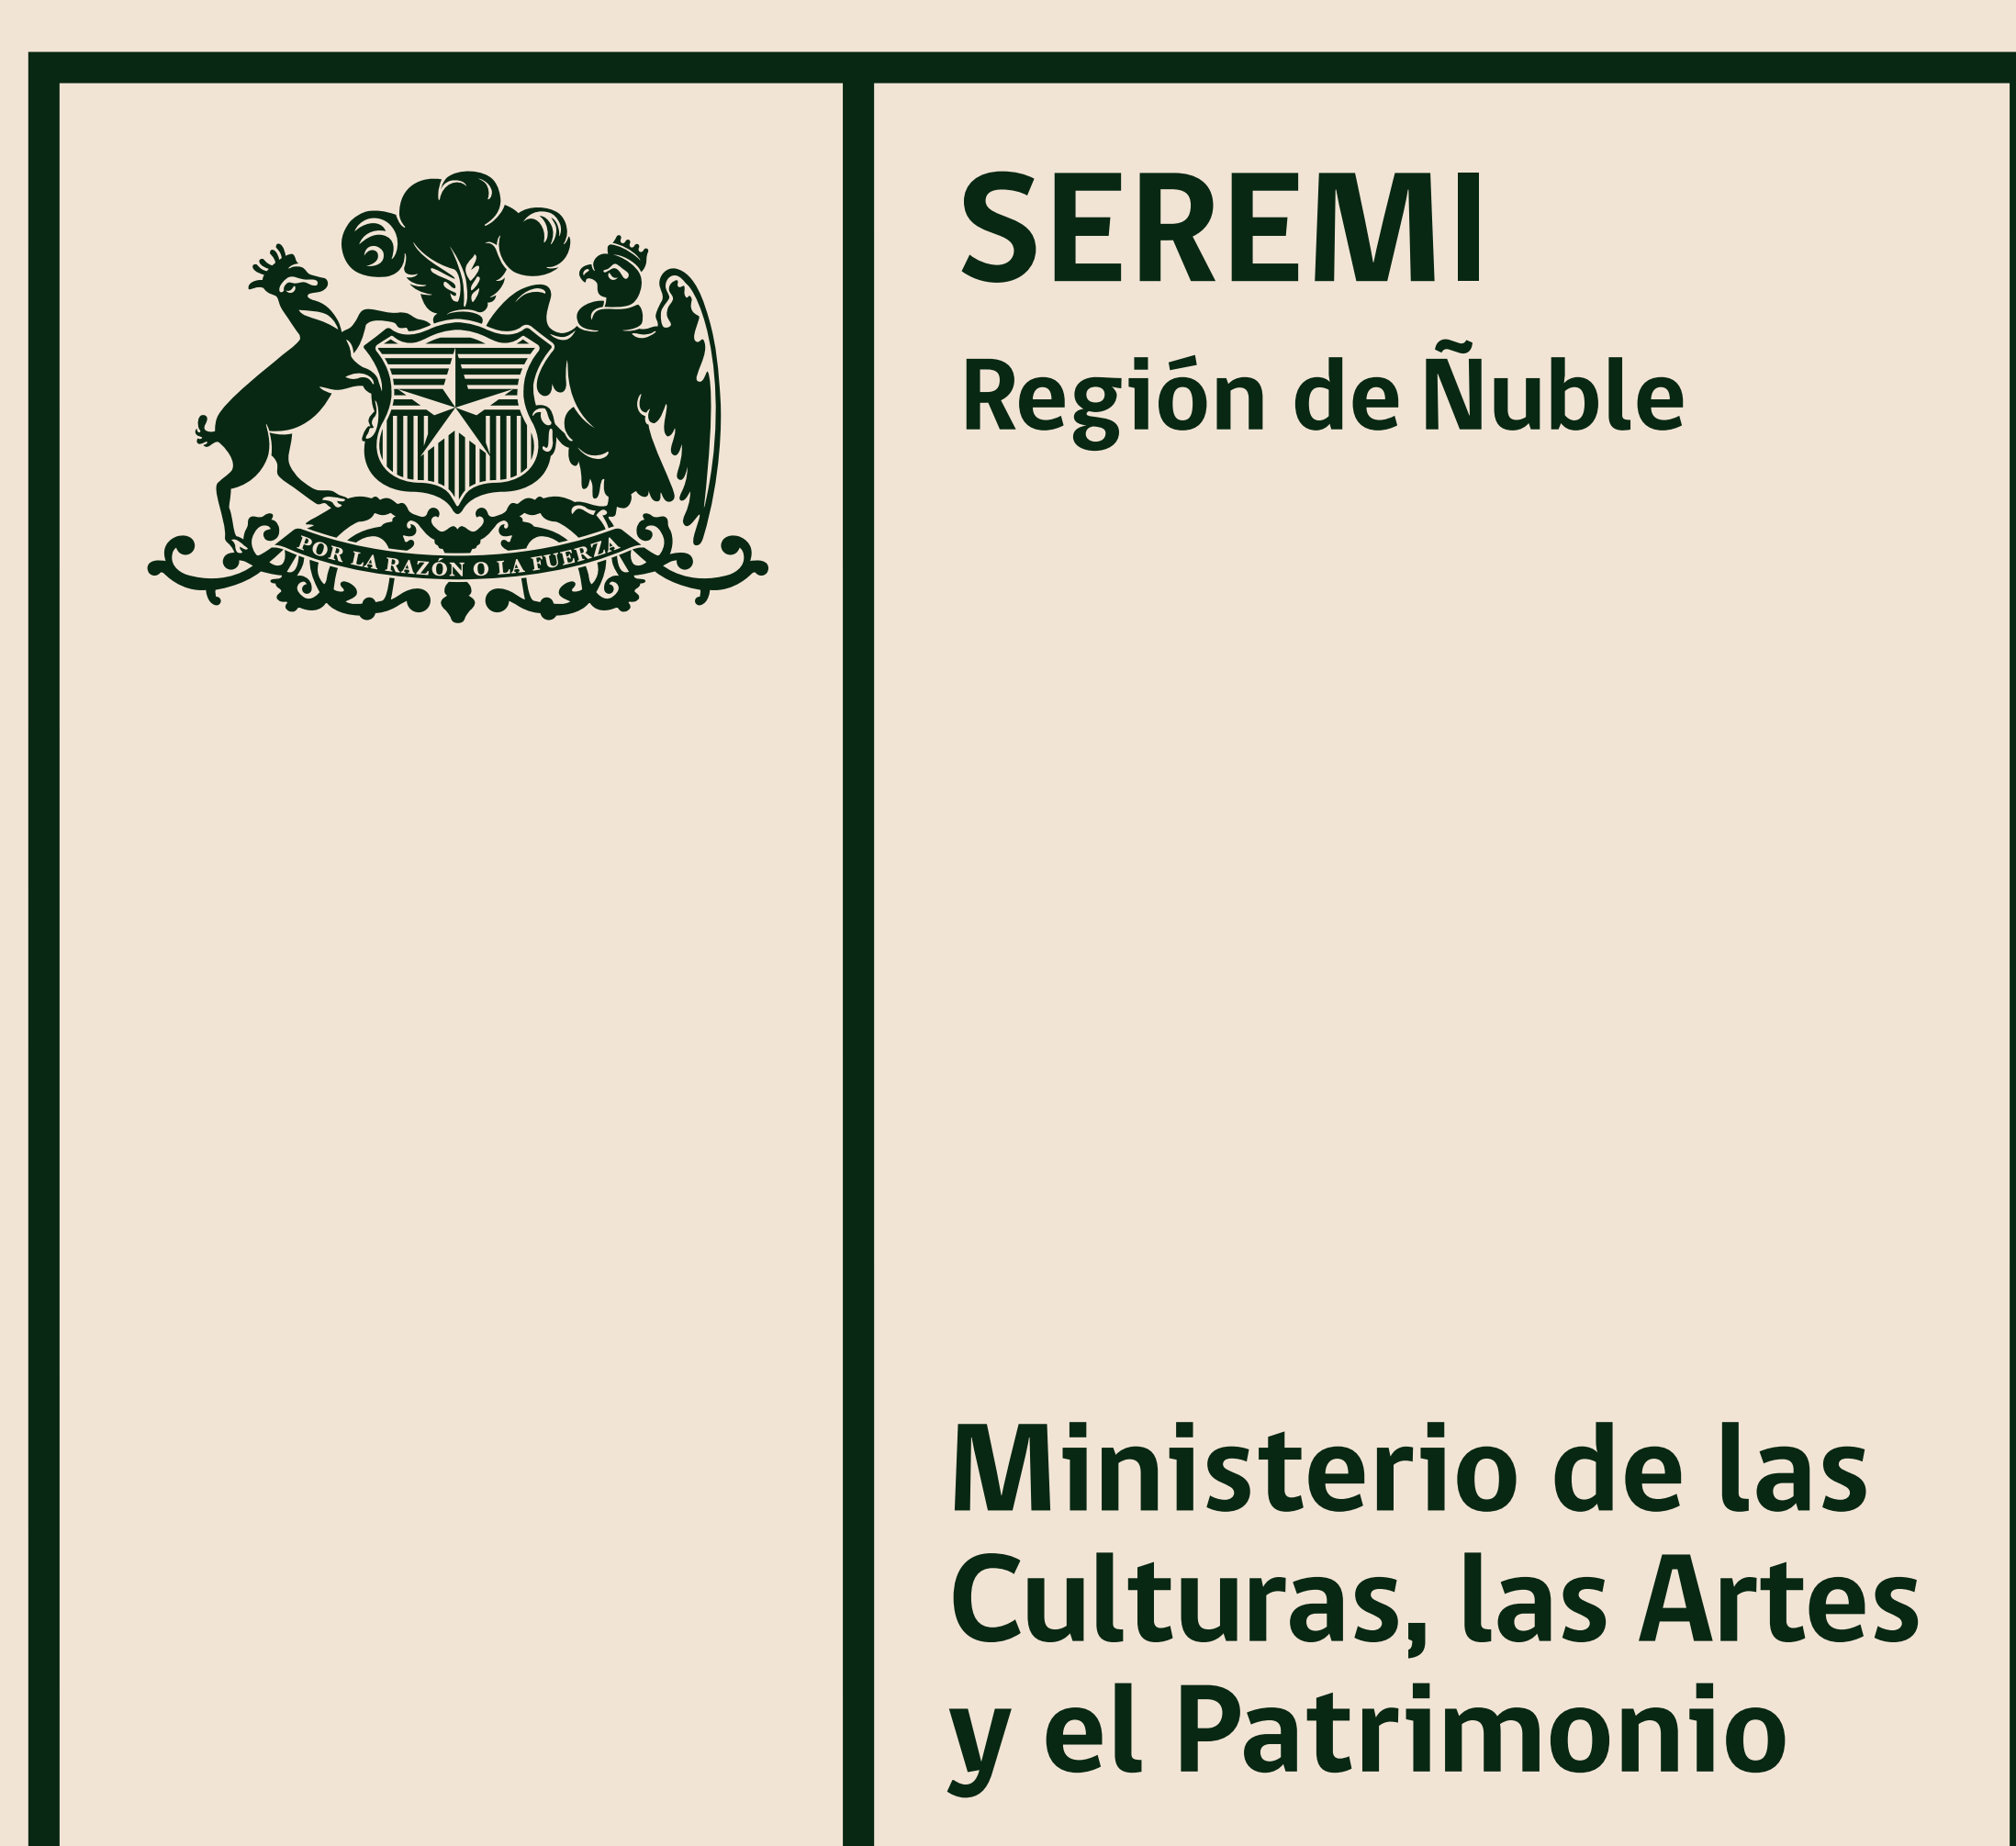 POR LA RAZÓN O LA FUERZA
SEREMI
Región de Ñuble
Ministerio de las
Culturas, las Artes
y el Patrimonio